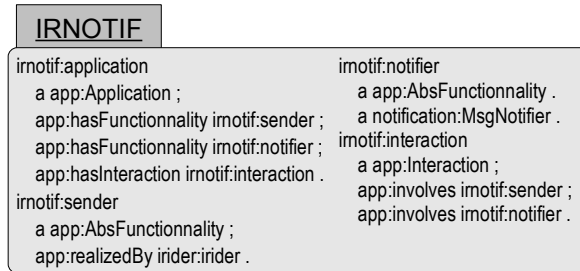 IRNOTIF
irnotif:application
a app:Application ;
app:hasFunctionnality irnotif:sender ;
app:hasFunctionnality irnotif:notifier ;
app:hasInteraction irnotif:interaction .
irnotif:sender
a app:AbsFunctionnality ;
app:realizedBy irider:irider .
irnotif:notifier
a app:AbsFunctionnality .
a notification:MsgNotifier .
irnotif:interaction
a app:Interaction ;
app:involves irnotif:sender ;
app:involves irnotif:notifier .